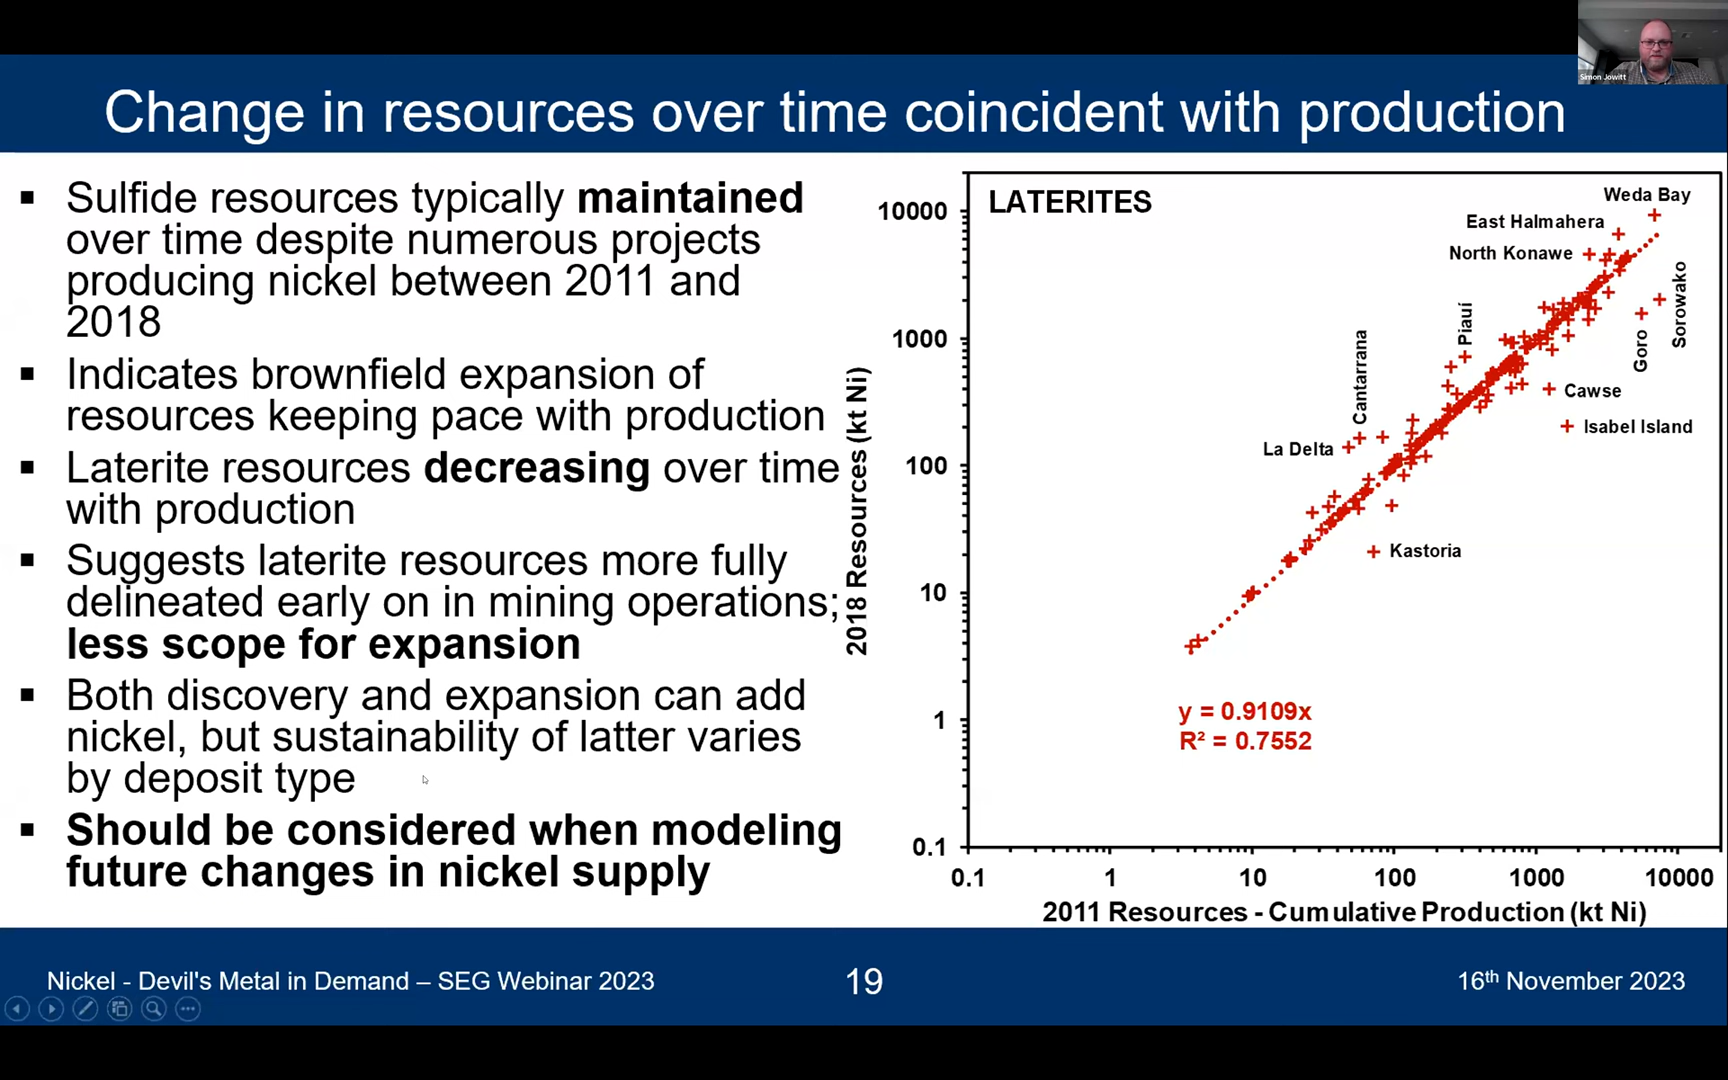 Simon Jowitt
Change in resources over time coincident with production
▪ Sulfide resources typically maintained
over time despite numerous projects
producing nickel between 2011 and
2018
▪ Indicates brownfield expansion of
resources keeping pace with production
▪ Laterite resources decreasing over time
with production
▪ Suggests laterite resources more fully
delineated early on in mining operations;
less scope for expansion
▪ Both discovery and expansion can add
nickel, but sustainability of latter varies
by deposit type
▪ Should be considered when modeling
future changes in nickel supply
LATERITES
2018 Resources (kt Ni)
10000
1000
100
10
1
0.1
Weda Bay
East Halmahera
North Konawe
Sorowako
Piauí
Goro
Cantarrana
Cawse
Isabel Island
La Delta
Kastoria
y = 0.9109x
R² = 0.7552
0.1 1 10 100 1000 10000
2011 Resources - Cumulative Production (kt Ni)
Nickel - Devil's Metal in Demand – SEG Webinar 2023
19
16th November 2023